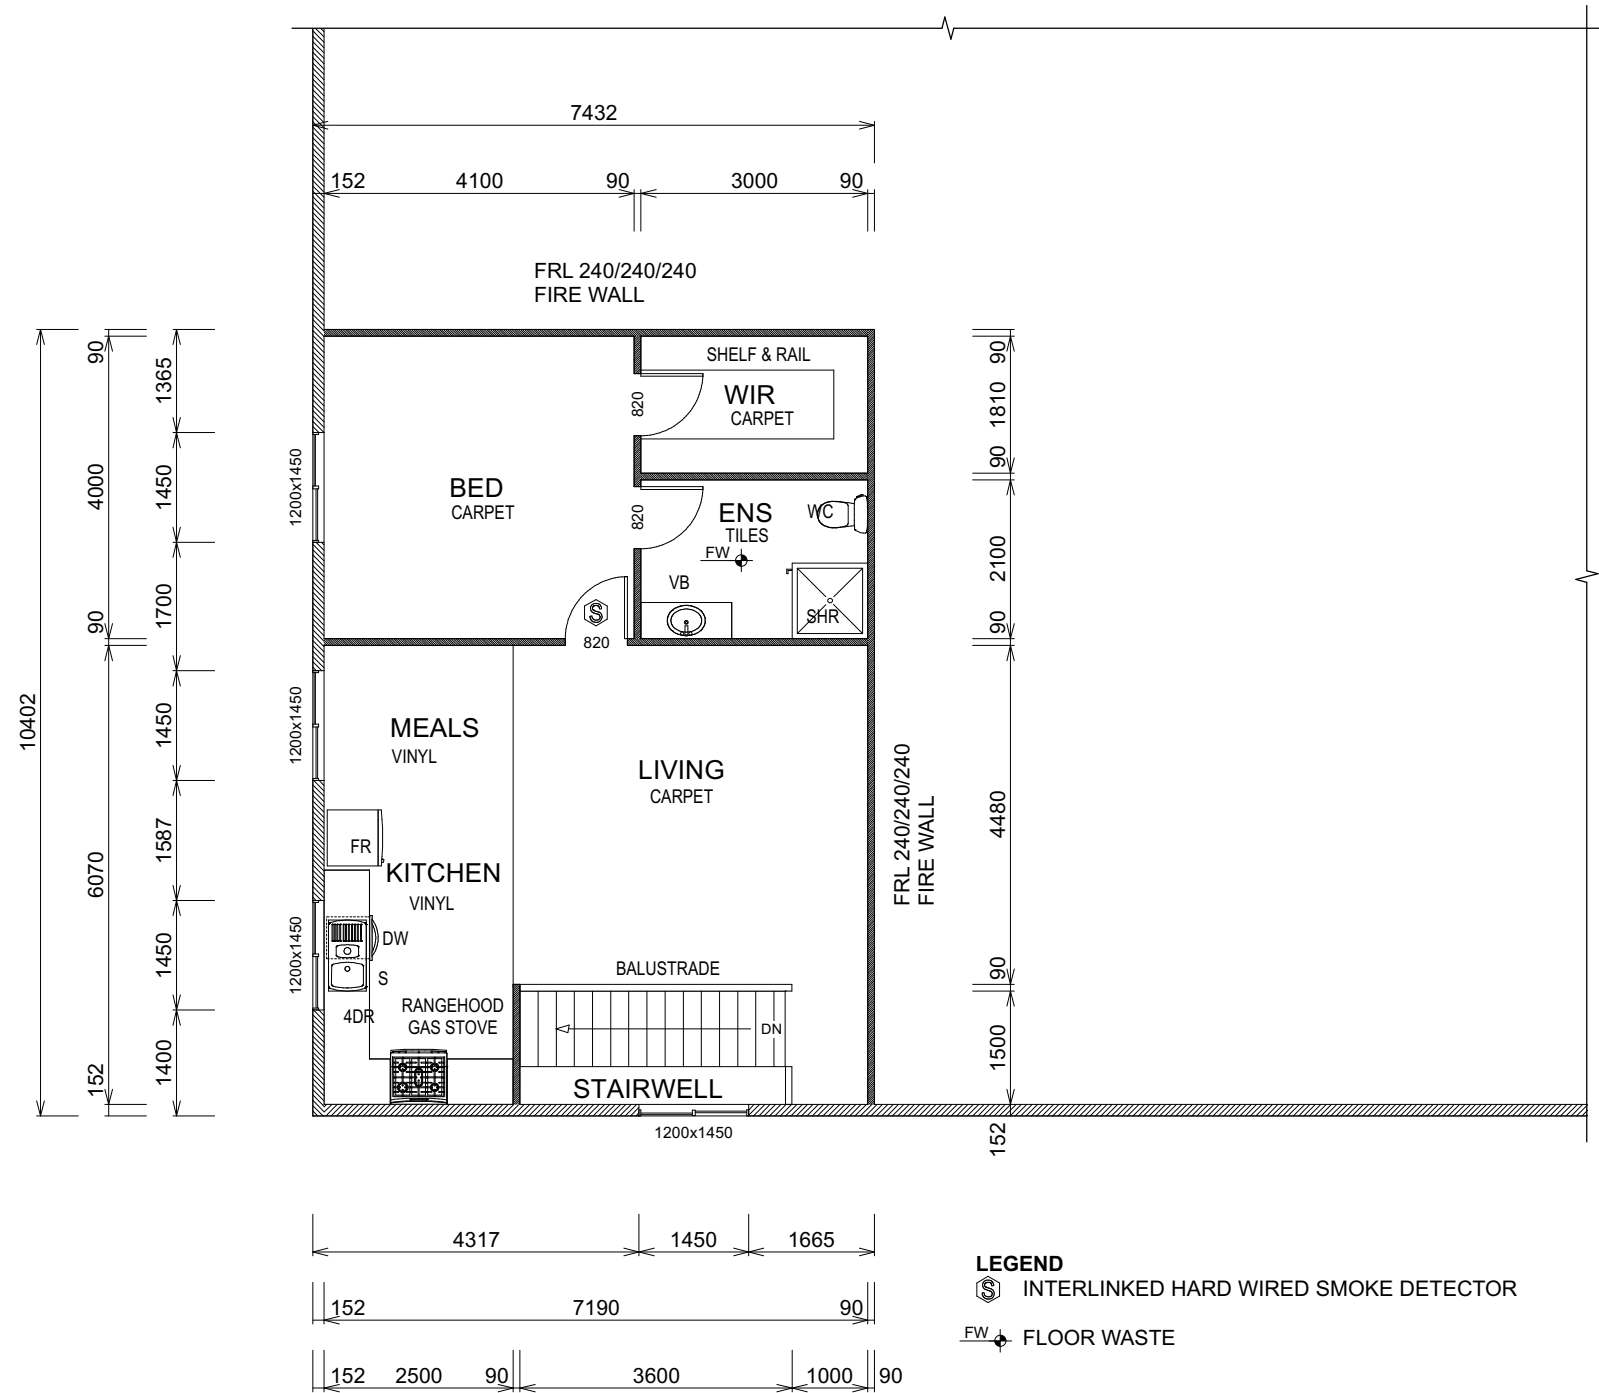 7432
152 4100 90 3000 90
FRL 240/240/240
FIRE WALL
10402
90
4000
90
6070
152
1365
1450
1700
1450
1587
1450
1400
1200x1450
1200x1450
1200x1450
SHELF & RAIL
WIR
CARPET
820
BED
CARPET
820
ENS
TILES
WC
FW
VB
SHR
S
820
MEALS
VINYL
LIVING
CARPET
FR
KITCHEN
VINYL
DW
S
4DR
RANGEHOOD
GAS STOVE
BALUSTRADE
DN
STAIRWELL
1200x1450
FRL 240/240/240
FIRE WALL
90
1810
90
2100
90
4480
90
1500
152
4317 1450 1665
152 7190 90
152 2500 90 3600 1000 90
LEGEND
S INTERLINKED HARD WIRED SMOKE DETECTOR
FW FLOOR WASTE